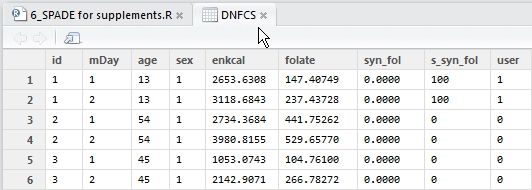 6_SPADE for supplements.R DNFCS
id mDay age sex enkcal folate syn_fol s_syn_fol user
1 1 1 13 1 2653.6308 147.40749 0.0000 100 1
2 1 2 13 1 3118.6843 237.43728 0.0000 100 1
3 2 1 54 1 2734.3684 441.75262 0.0000 0 0
4 2 2 54 1 3980.8155 529.65770 0.0000 0 0
5 3 1 45 1 1053.0743 104.76100 0.0000 0 0
6 3 2 45 1 2142.9071 266.78272 0.0000 0 0